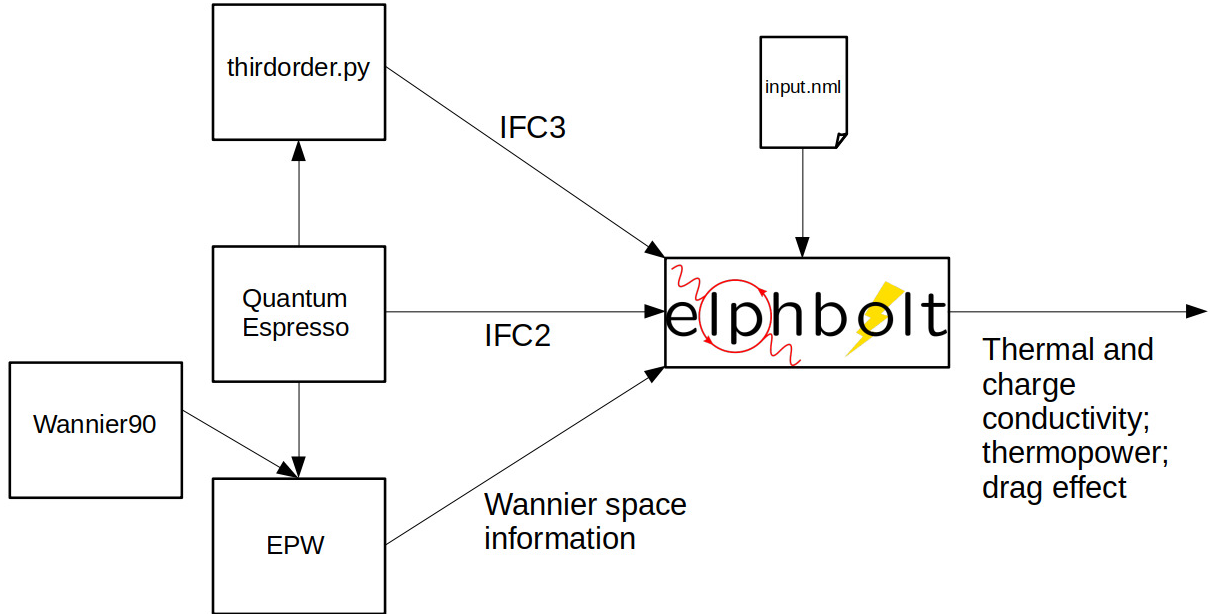 thirdorder.py
input.nml
IFC3
Quantum
Espresso
IFC2
elphbolt
Thermal and
charge
conductivity;
thermopower;
drag effect
Wannier90
Wannier space
information
EPW